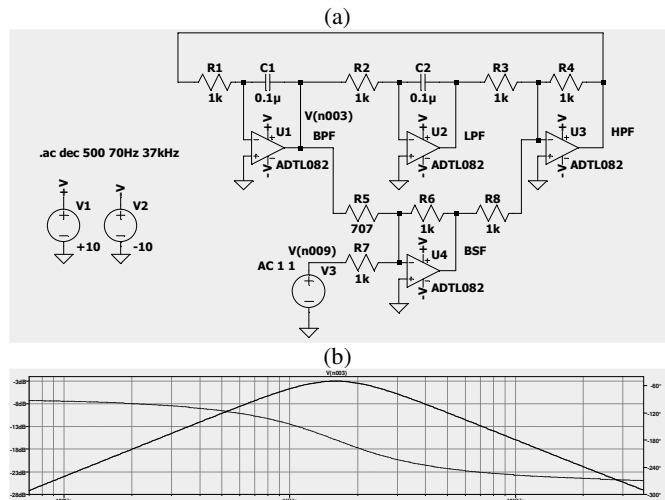 (a)
R1 C1 R2 C2 R3 R4
1k 0.1µ 1k 0.1µ 1k 1k
V(n003)
BPF U1 LPF U2 HPF U3
ADTL082 ADTL082 ADTL082
.ac dec 500 70Hz 37kHz
V V
V1 V2
+10 -10
R5 R6 R8
707 1k 1k
V(n009) R7 U4 BSF
AC 1 1 V3 1k
ADTL082
(b)
V(n003)
-3dB -60°
-8dB -120°
-13dB
-18dB -180°
-23dB -240°
-28dB -300°